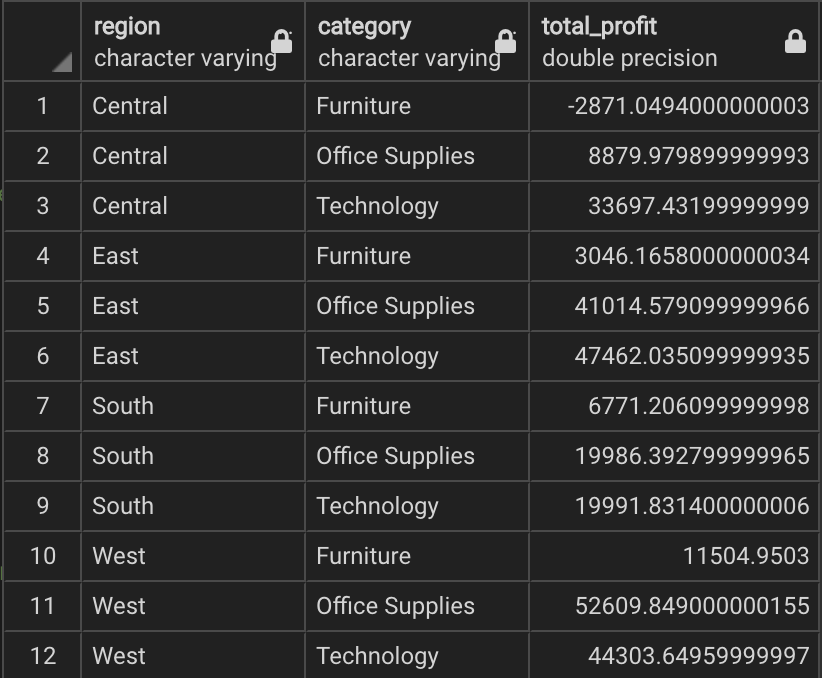 region category total_profit
character varying character varying double precision
1 Central Furniture -2871.0494000000003
2 Central Office Supplies 8879.979899999993
3 Central Technology 33697.43199999999
4 East Furniture 3046.1658000000034
5 East Office Supplies 41014.579099999966
6 East Technology 47462.035099999935
7 South Furniture 6771.206099999998
8 South Office Supplies 19986.392799999965
9 South Technology 19991.831400000006
10 West Furniture 11504.9503
11 West Office Supplies 52609.849000000155
12 West Technology 44303.64959999997